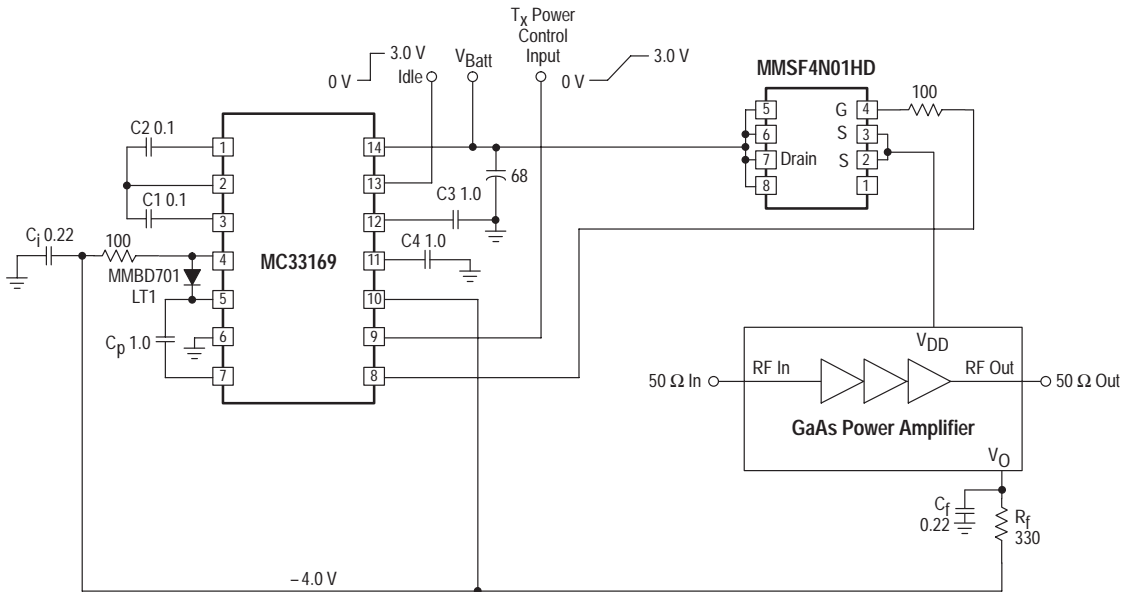 Tx Power
Control
Input
0 V
3.0 V
Idle
VBatt
0 V
3.0 V
MMSF4N01HD
C2 0.1
1
14
5
G
4
100
6
S
3
2
13
68
7
Drain
S
2
C1 0.1
C3 1.0
8
1
3
12
Ci 0.22
100
C4 1.0
4
MC33169
11
MMBD701
LT1
5
10
Cp 1.0
6
9
7
8
VDD
50 Ω In
RF In
RF Out
50 Ω Out
GaAs Power Amplifier
VO
Cf
0.22
Rf
330
–4.0 V